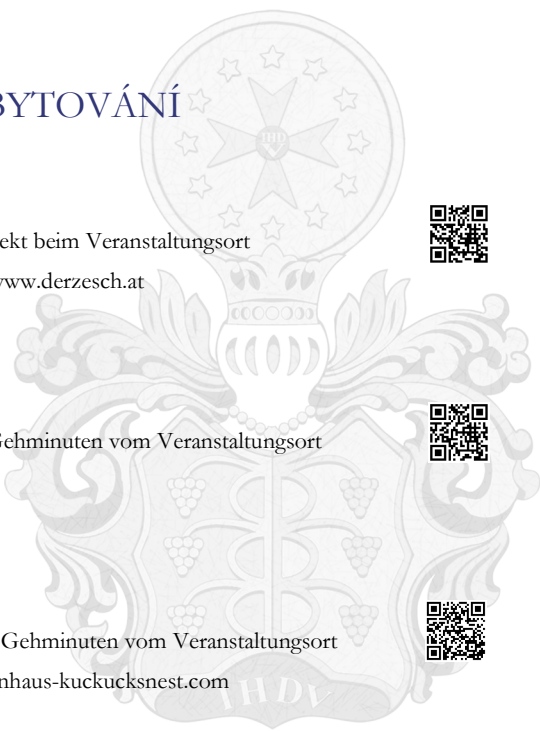 BYTOVÁNÍ
ekt beim Veranstaltungsort
www.derzesch.at
Gehminuten vom Veranstaltungsort
Gehminuten vom Veranstaltungsort
nhaus-kuckucksnest.com
IHDV